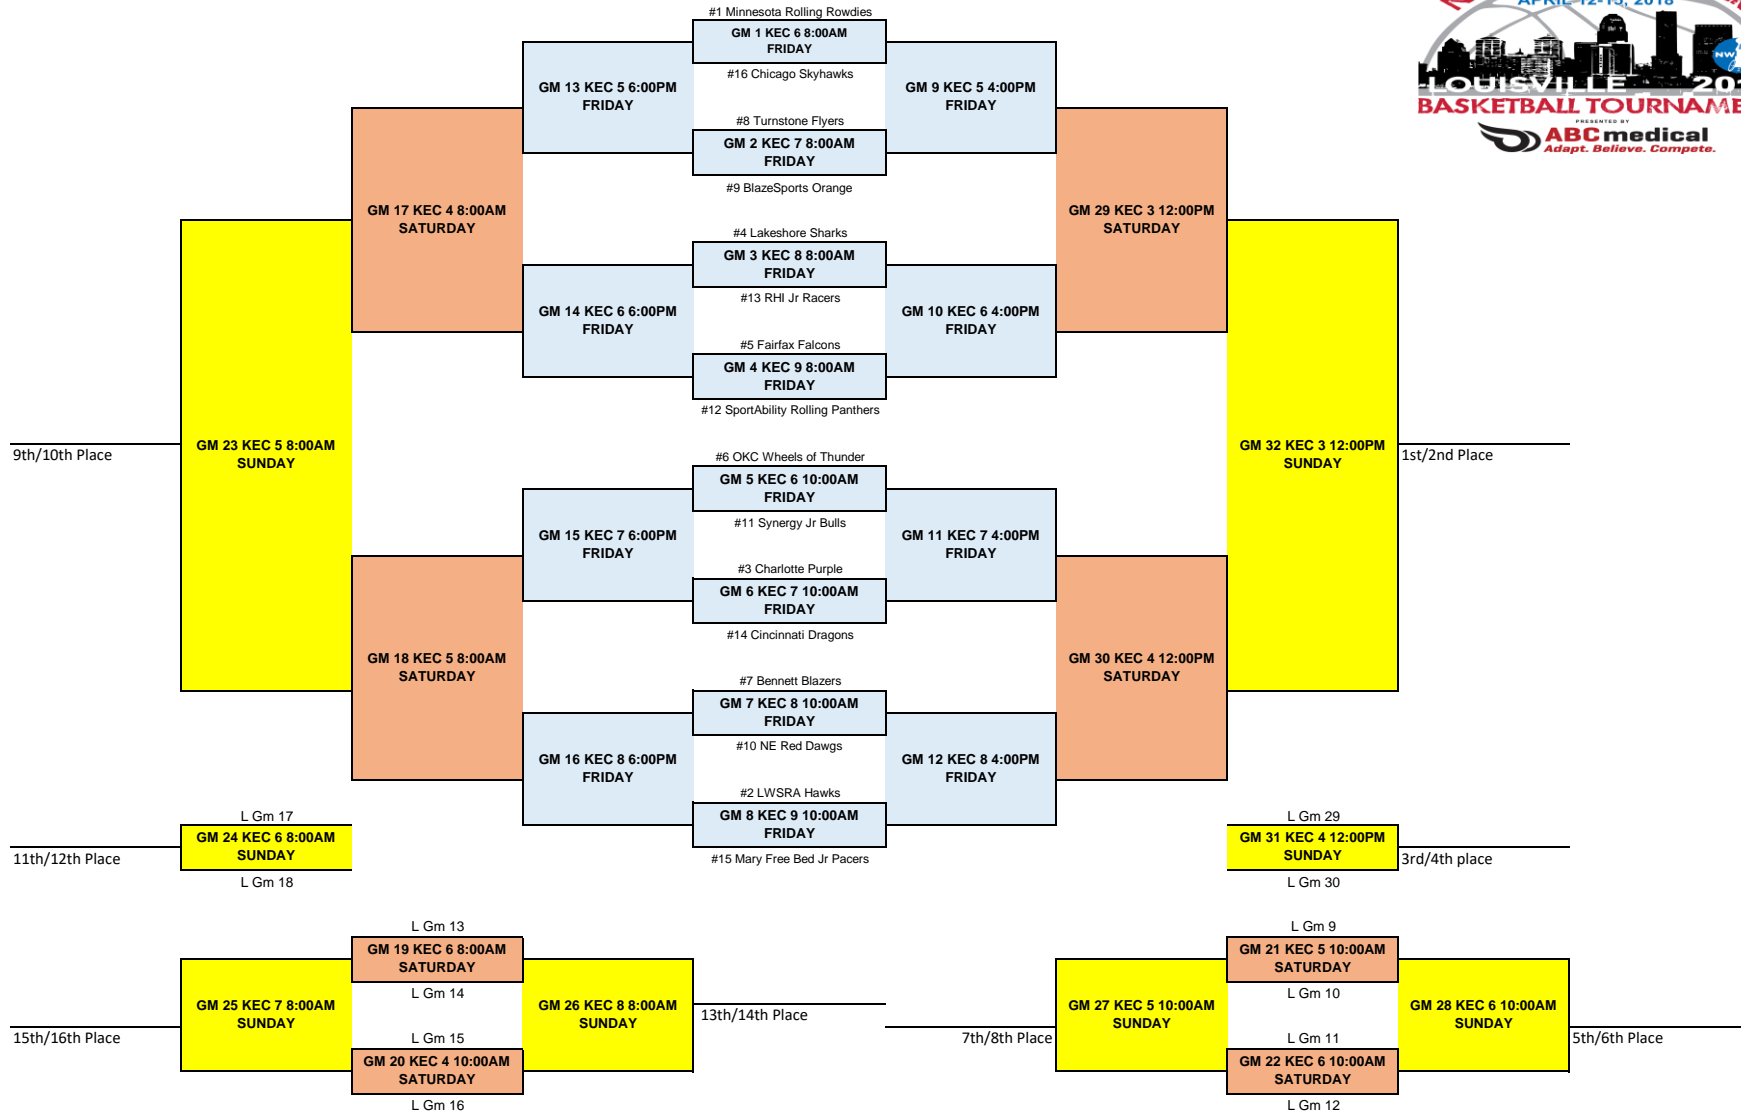 #1 Minnesota Rolling Rowdies
GM 1 KEC 6 8:00AM
FRIDAY
#16 Chicago Skyhawks
GM 13 KEC 5 6:00PM
FRIDAY
GM 9 KEC 5 4:00PM
FRIDAY
#8 Turnstone Flyers
GM 2 KEC 7 8:00AM
FRIDAY
#9 BlazeSports Orange
GM 17 KEC 4 8:00AM
SATURDAY
GM 29 KEC 3 12:00PM
SATURDAY
#4 Lakeshore Sharks
GM 3 KEC 8 8:00AM
FRIDAY
#13 RHI Jr Racers
GM 14 KEC 6 6:00PM
FRIDAY
GM 10 KEC 6 4:00PM
FRIDAY
#5 Fairfax Falcons
GM 4 KEC 9 8:00AM
FRIDAY
#12 SportAbility Rolling Panthers
9th/10th Place
GM 23 KEC 5 8:00AM
SUNDAY
GM 32 KEC 3 12:00PM
SUNDAY
1st/2nd Place
#6 OKC Wheels of Thunder
GM 5 KEC 6 10:00AM
FRIDAY
#11 Synergy Jr Bulls
GM 15 KEC 7 6:00PM
FRIDAY
GM 11 KEC 7 4:00PM
FRIDAY
#3 Charlotte Purple
GM 6 KEC 7 10:00AM
FRIDAY
#14 Cincinnati Dragons
GM 18 KEC 5 8:00AM
SATURDAY
GM 30 KEC 4 12:00PM
SATURDAY
#7 Bennett Blazers
GM 7 KEC 8 10:00AM
FRIDAY
#10 NE Red Dawgs
GM 16 KEC 8 6:00PM
FRIDAY
GM 12 KEC 8 4:00PM
FRIDAY
#2 LWSRA Hawks
GM 8 KEC 9 10:00AM
FRIDAY
#15 Mary Free Bed Jr Pacers
L Gm 17
GM 24 KEC 6 8:00AM
SUNDAY
L Gm 18
11th/12th Place
L Gm 29
GM 31 KEC 4 12:00PM
SUNDAY
L Gm 30
3rd/4th place
L Gm 13
GM 19 KEC 6 8:00AM
SATURDAY
L Gm 14
GM 25 KEC 7 8:00AM
SUNDAY
GM 26 KEC 8 8:00AM
SUNDAY
13th/14th Place
15th/16th Place
L Gm 15
GM 20 KEC 4 10:00AM
SATURDAY
L Gm 16
L Gm 9
GM 21 KEC 5 10:00AM
SATURDAY
L Gm 10
GM 27 KEC 5 10:00AM
SUNDAY
GM 28 KEC 6 10:00AM
SUNDAY
7th/8th Place
5th/6th Place
L Gm 11
GM 22 KEC 6 10:00AM
SATURDAY
L Gm 12
APRIL 12-15, 2018
NW
LOUISVILLE 201
BASKETBALL TOURNAME
PRESENTED BY
ABC medical
Adapt. Believe. Compete.